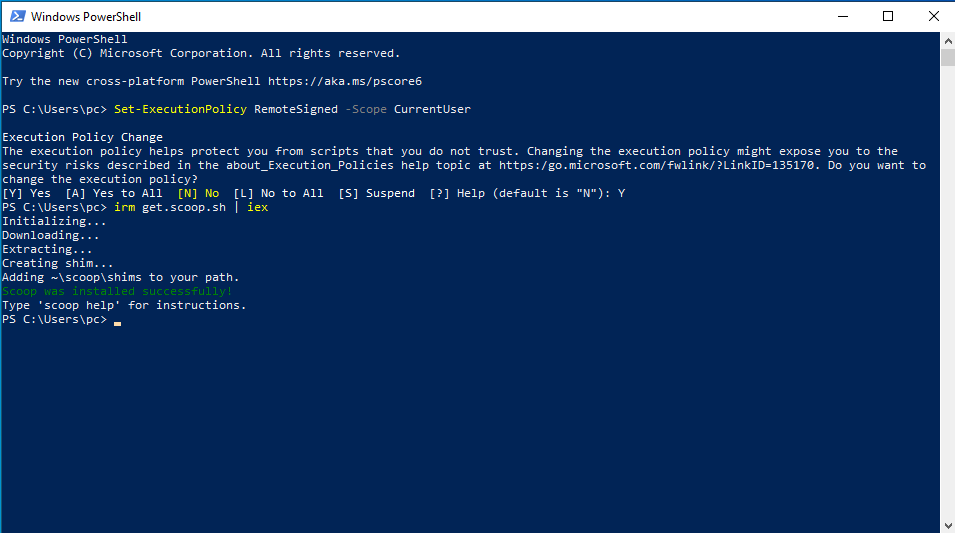 Windows PowerShell
Windows PowerShell
Copyright (C) Microsoft Corporation. All rights reserved.
Try the new cross-platform PowerShell https://aka.ms/pscore6
PS C:\Users\pc> Set-ExecutionPolicy RemoteSigned -Scope CurrentUser
Execution Policy Change
The execution policy helps protect you from scripts that you do not trust. Changing the execution policy might expose you to the
security risks described in the about_Execution_Policies help topic at https:/go.microsoft.com/fwlink/?LinkID=135170. Do you want to
change the execution policy?
[Y] Yes  [A] Yes to All  [N] No  [L] No to All  [S] Suspend  [?] Help (default is "N"): Y
PS C:\Users\pc> irm get.scoop.sh | iex
Initializing...
Downloading...
Extracting...
Creating shim...
Adding ~\scoop\shims to your path.
Scoop was installed successfully!
Type 'scoop help' for instructions.
PS C:\Users\pc>